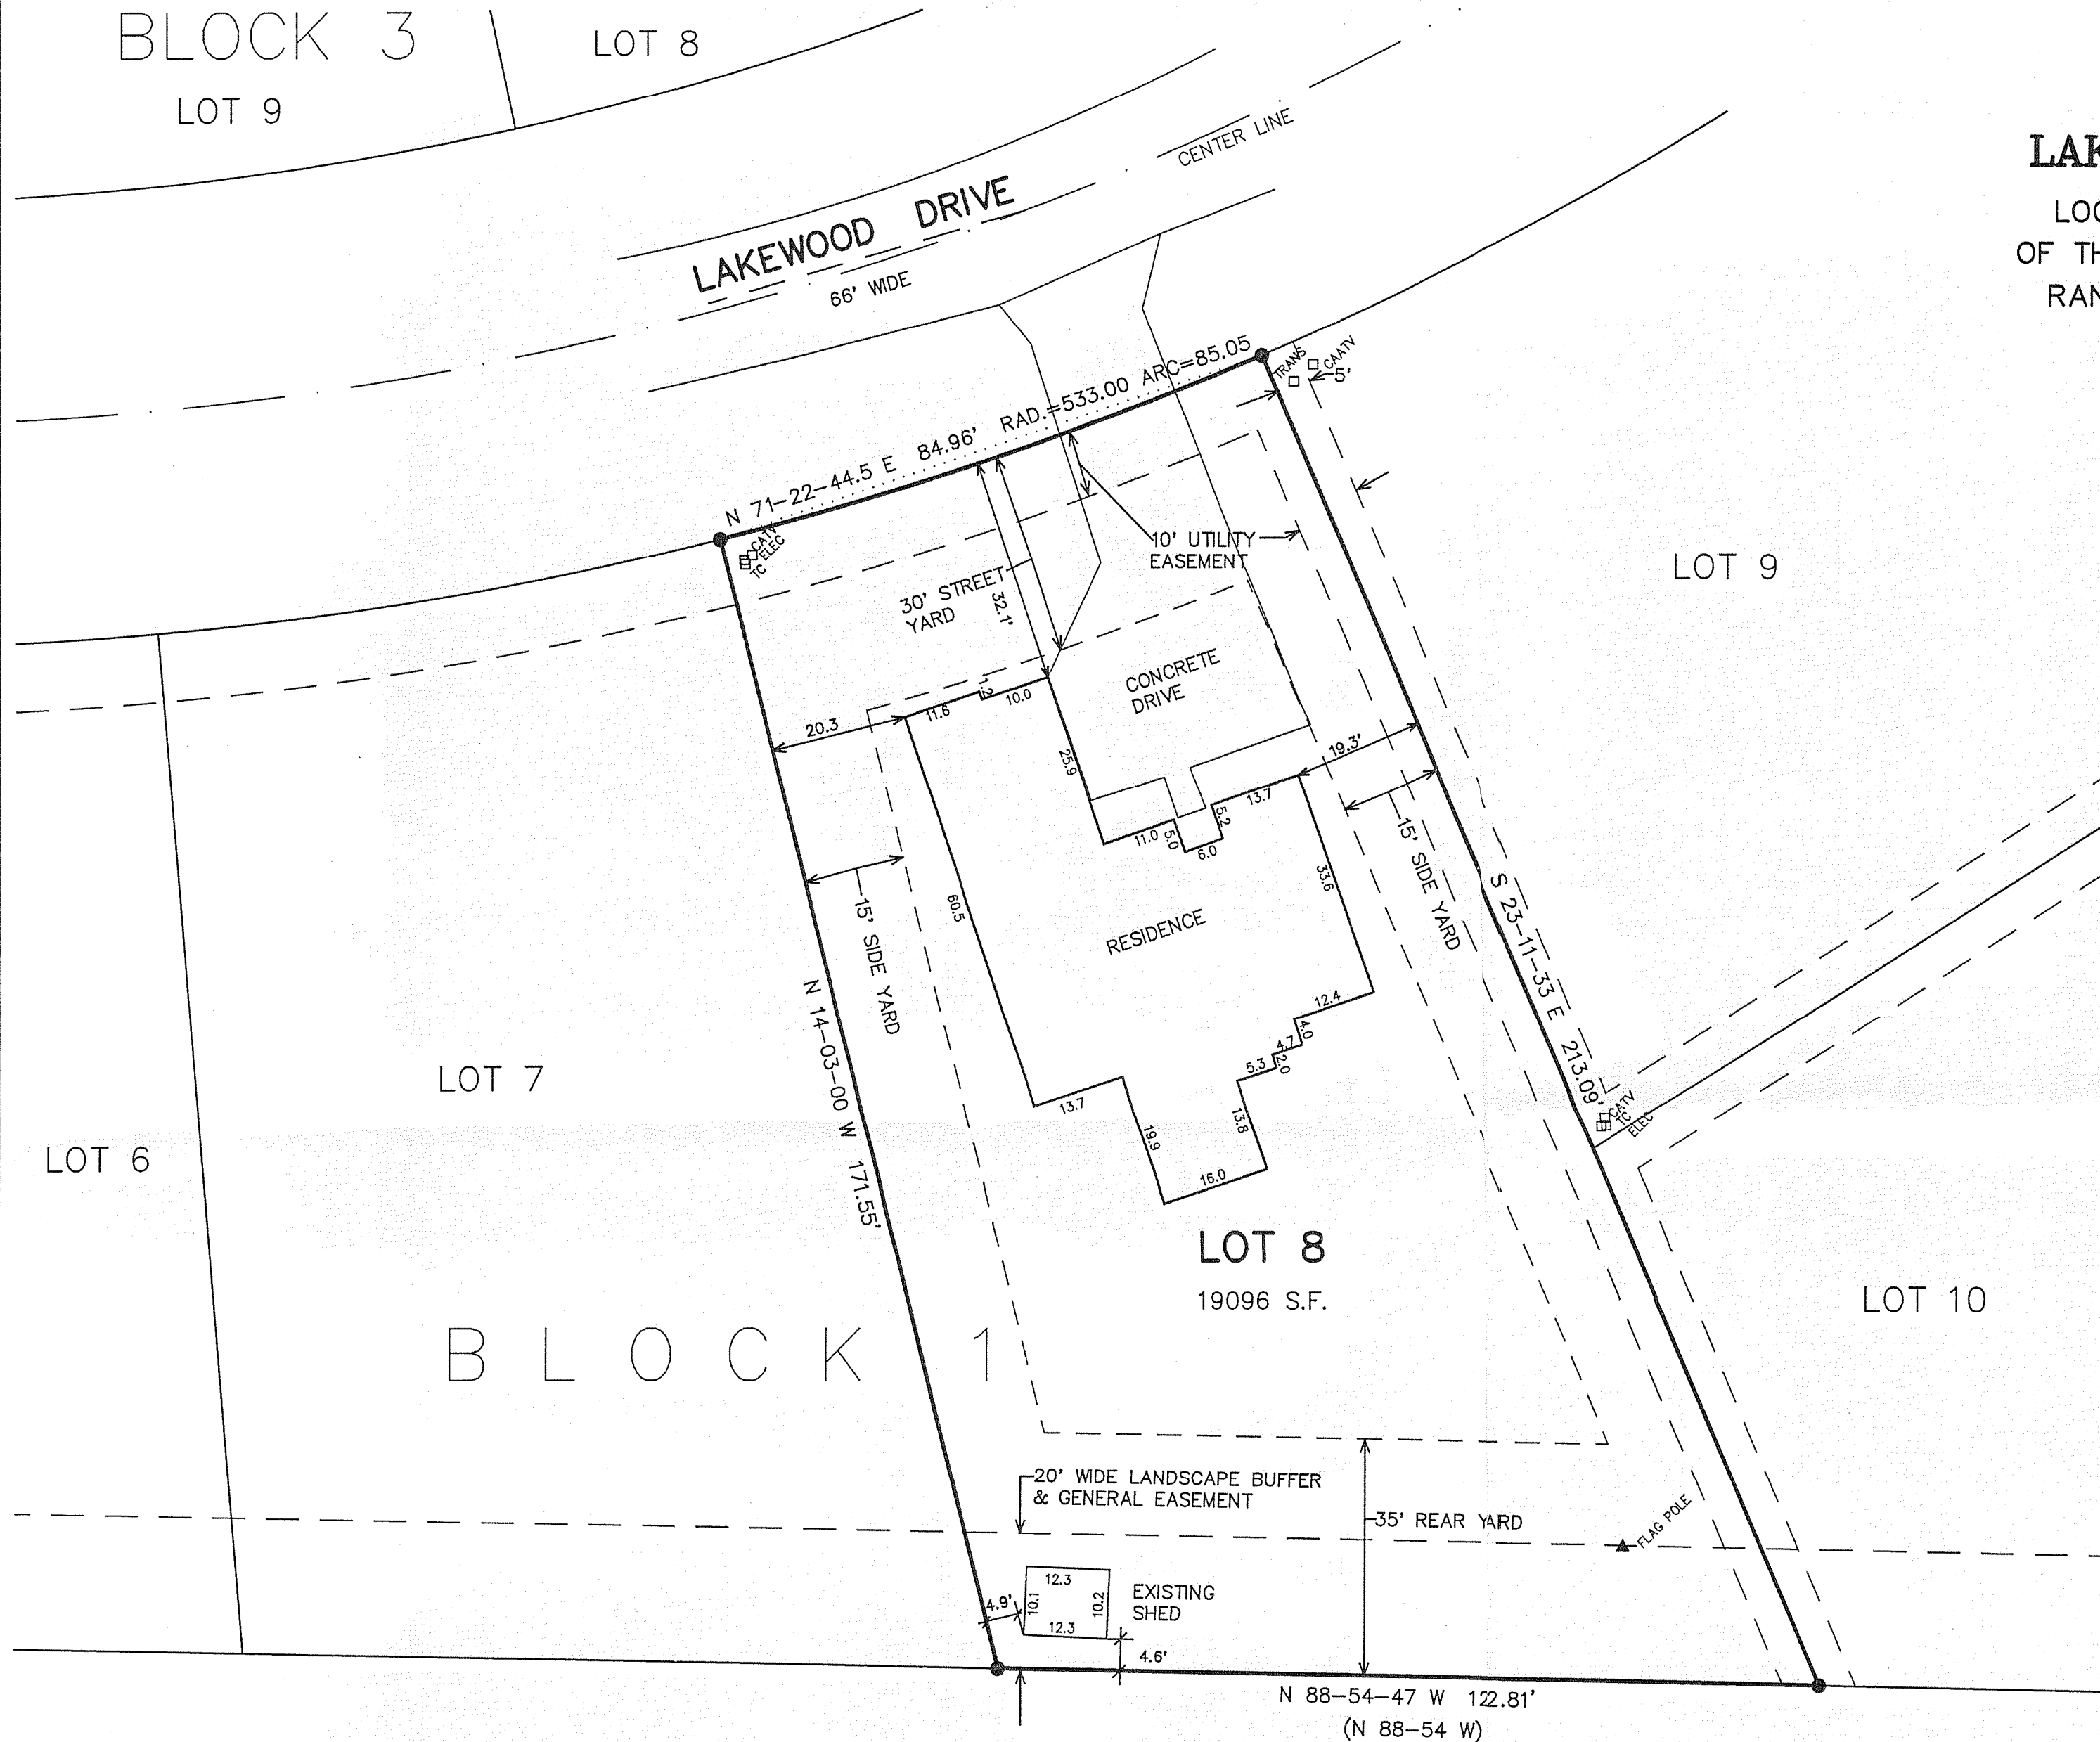 BLOCK 3
LOT 8
LOT 9
CENTER LINE
LAKEWOOD DRIVE
66' WIDE
LAK
LOC
OF TH
RAN
N 71-22-44.5 E 84.96' RAD.=533.00 ARC=85.05
TRANS
CAATV
5'
CATV
ELEC
TC
10' UTILITY
EASEMENT
30' STREET
YARD
32.1'
LOT 9
CONCRETE
DRIVE
1.2
10.0
11.6
20.3
25.9
19.3'
13.7
5.2
11.0
5.0
6.0
15' SIDE YARD
33.6
60.5
15' SIDE YARD
RESIDENCE
S 23-11-33 E 213.09'
N 14-03-00 W 171.55'
12.4
4.0
4.7
2.0
5.3
13.7
13.8
19.9
16.0
CATV
TC
ELEC
LOT 7
LOT 6
LOT 8
19096 S.F.
LOT 10
BLOCK 1
20' WIDE LANDSCAPE BUFFER
& GENERAL EASEMENT
35' REAR YARD
FLAG POLE
12.3
10.1
10.2
12.3
EXISTING
SHED
4.9'
4.6'
N 88-54-47 W 122.81'
(N 88-54 W)